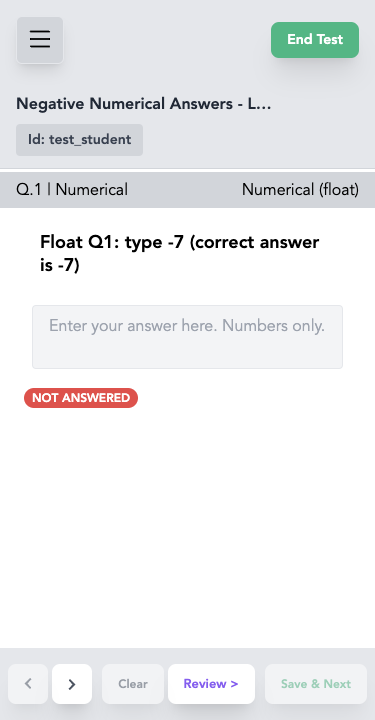 End Test
Negative Numerical Answers - L...
Id: test_student
Q.1 | Numerical
Numerical (float)
Float Q1: type -7 (correct answer
is -7)
Enter your answer here. Numbers only.
NOT ANSWERED
Clear
Review >
Save & Next